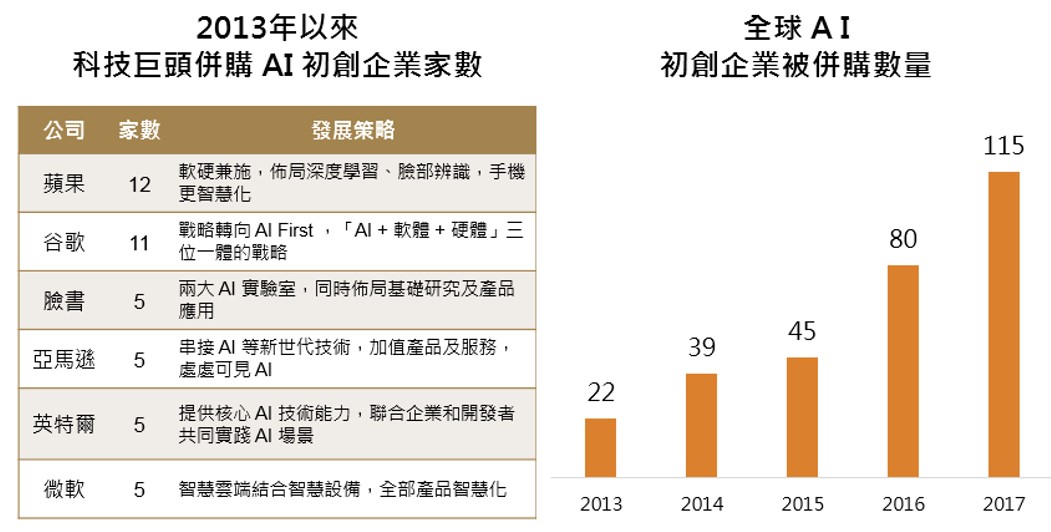 2013年以來
科技巨頭併購 AI 初創企業家數
公司 家數 發展策略
蘋果 12 軟硬兼施，佈局深度學習、臉部辨識，手機
更智慧化
谷歌 11 戰略轉向 AI First ，「AI + 軟體 + 硬體」三
位一體的戰略
臉書 5 兩大 AI 實驗室，同時佈局基礎研究及產品
應用
亞馬遜 5 串接 AI 等新世代技術，加值產品及服務，
處處可見 AI
英特爾 5 提供核心 AI 技術能力，聯合企業和開發者
共同實踐 AI 場景
微軟 5 智慧雲端結合智慧設備，全部產品智慧化
全球 A I
初創企業被併購數量
22
39
45
80
115
2013 2014 2015 2016 2017